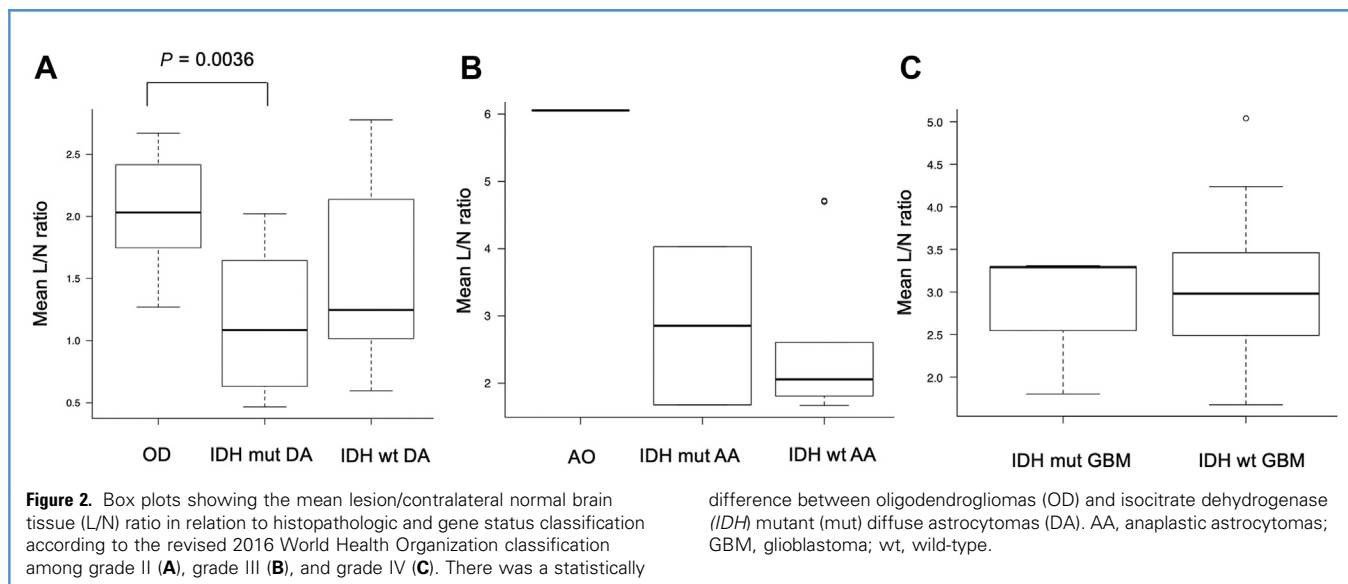 A
P = 0.0036
Mean L/N ratio
2.5
2.0
1.5
1.0
0.5
OD
IDH mut DA
IDH wt DA
B
Mean L/N ratio
6
5
4
3
2
AO
IDH mut AA
IDH wt AA
C
Mean L/N ratio
5.0
4.5
4.0
3.5
3.0
2.5
2.0
IDH mut GBM
IDH wt GBM
Figure 2. Box plots showing the mean lesion/contralateral normal brain
tissue (L/N) ratio in relation to histopathologic and gene status classification
according to the revised 2016 World Health Organization classification
among grade II (A), grade III (B), and grade IV (C). There was a statistically
difference between oligodendrogliomas (OD) and isocitrate dehydrogenase
(IDH) mutant (mut) diffuse astrocytomas (DA). AA, anaplastic astrocytomas;
GBM, glioblastoma; wt, wild-type.